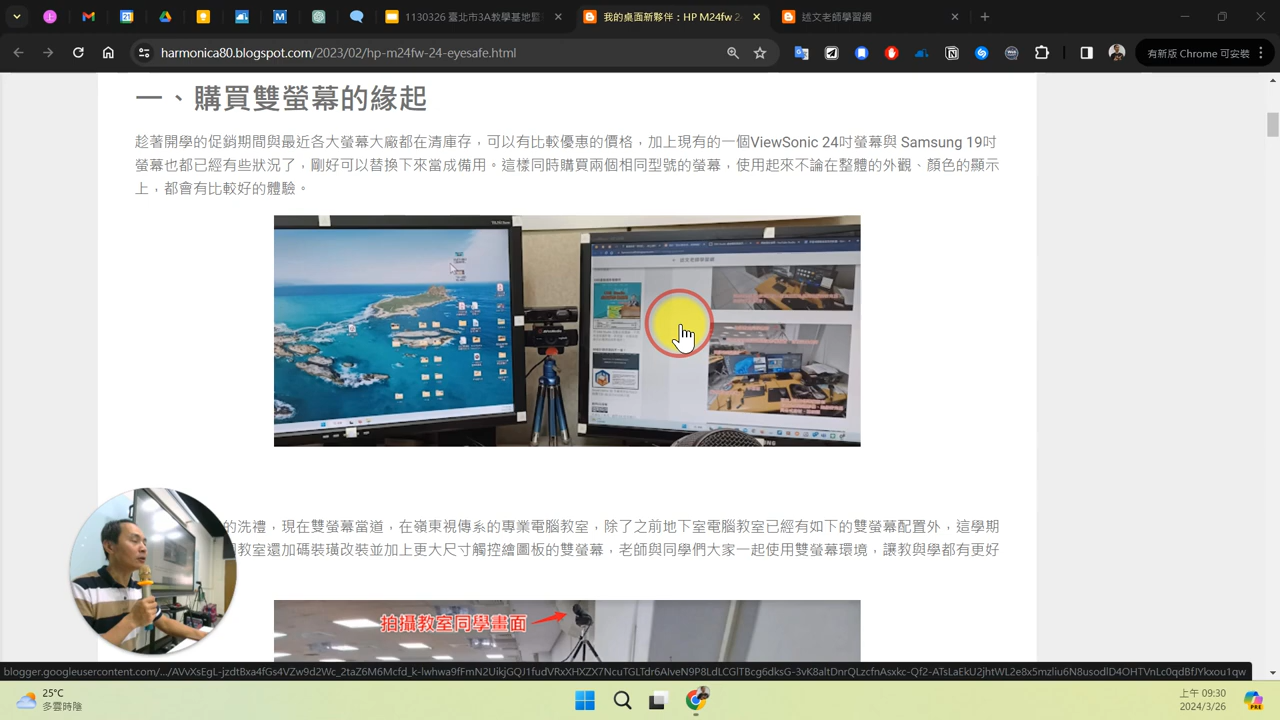 1130326 臺北市3A教學基地
我的桌面新夥伴：HP M24fw 2
述文老師學習網
harmonica80.blogspot.com/2023/02/hp-m24fw-24-eyesafe.html
有新版 Chrome 可安裝
一、購買雙螢幕的緣起
趁著開學的促銷期間與最近各大螢幕大廠都在清庫存，可以有比較優惠的價格，加上現有的一個ViewSonic 24吋螢幕與 Samsung 19吋
螢幕也都已經有些狀況了，剛好可以替換下來當成備用。這樣同時購買兩個相同型號的螢幕，使用起來不論在整體的外觀、顏色的顯示
上，都會有比較好的體驗。
的洗禮，現在雙螢幕當道，在嶺東視傳系的專業電腦教室，除了之前地下室電腦教室已經有如下的雙螢幕配置外，這學期
教室還加碼裝璜改裝並加上更大尺寸觸控繪圖板的雙螢幕，老師與同學們大家一起使用雙螢幕環境，讓教與學都有更好
拍攝教室同學畫面
25°C
多雲時陰
上午 09:30
2024/3/26